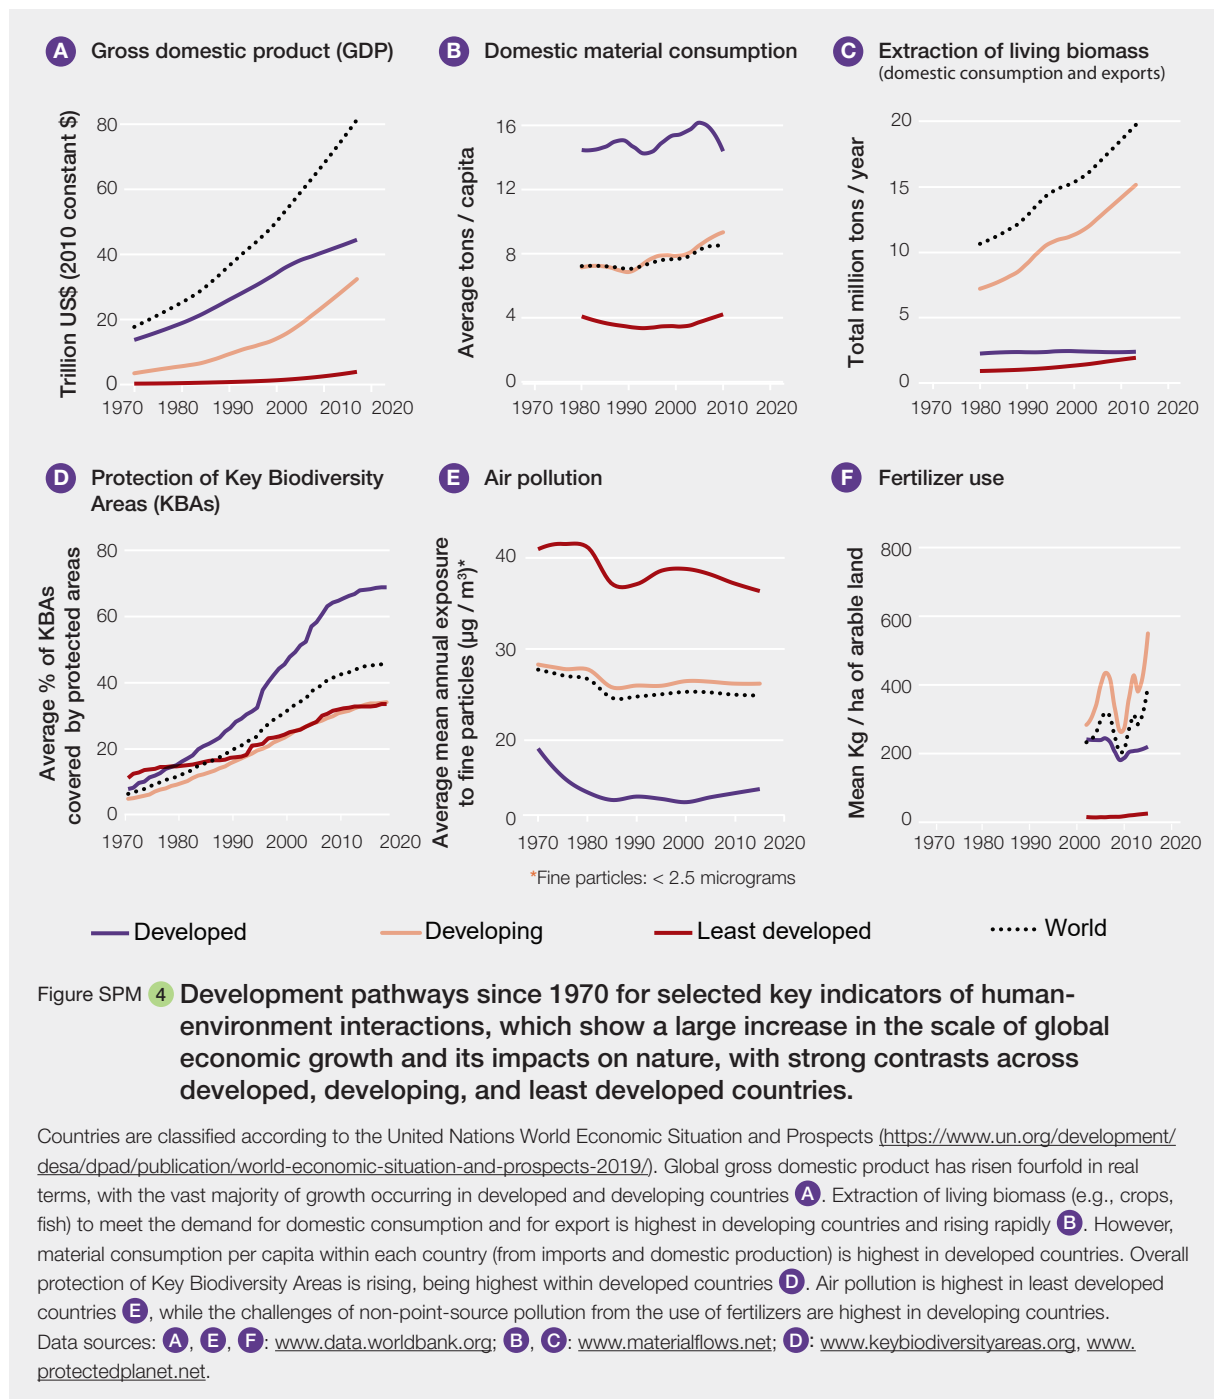 A Gross domestic product (GDP)
Trillion US$ (2010 constant $)
80
60
40
20
0
1970 1980 1990 2000 2010 2020
B Domestic material consumption
Average tons / capita
16
12
8
4
0
1970 1980 1990 2000 2010 2020
C Extraction of living biomass
(domestic consumption and exports)
Total million tons / year
20
15
10
5
0
1970 1980 1990 2000 2010 2020
D Protection of Key Biodiversity
Areas (KBAs)
Average % of KBAs
covered by protected areas
80
60
40
20
0
1970 1980 1990 2000 2010 2020
E Air pollution
Average mean annual exposure
to fine particles (µg / m³)*
40
30
20
0
1970 1980 1990 2000 2010 2020
*Fine particles: < 2.5 micrograms
F Fertilizer use
Mean Kg / ha of arable land
800
600
400
200
0
1970 1980 1990 2000 2010 2020
Developed Developing Least developed World
Figure SPM 4 Development pathways since 1970 for selected key indicators of human-
environment interactions, which show a large increase in the scale of global
economic growth and its impacts on nature, with strong contrasts across
developed, developing, and least developed countries.
Countries are classified according to the United Nations World Economic Situation and Prospects (https://www.un.org/development/
desa/dpad/publication/world-economic-situation-and-prospects-2019/). Global gross domestic product has risen fourfold in real
terms, with the vast majority of growth occurring in developed and developing countries A. Extraction of living biomass (e.g., crops,
fish) to meet the demand for domestic consumption and for export is highest in developing countries and rising rapidly B. However,
material consumption per capita within each country (from imports and domestic production) is highest in developed countries. Overall
protection of Key Biodiversity Areas is rising, being highest within developed countries D. Air pollution is highest in least developed
countries E, while the challenges of non-point-source pollution from the use of fertilizers are highest in developing countries.
Data sources: A, E, F: www.data.worldbank.org; B, C: www.materialflows.net; D: www.keybiodiversityareas.org, www.
protectedplanet.net.